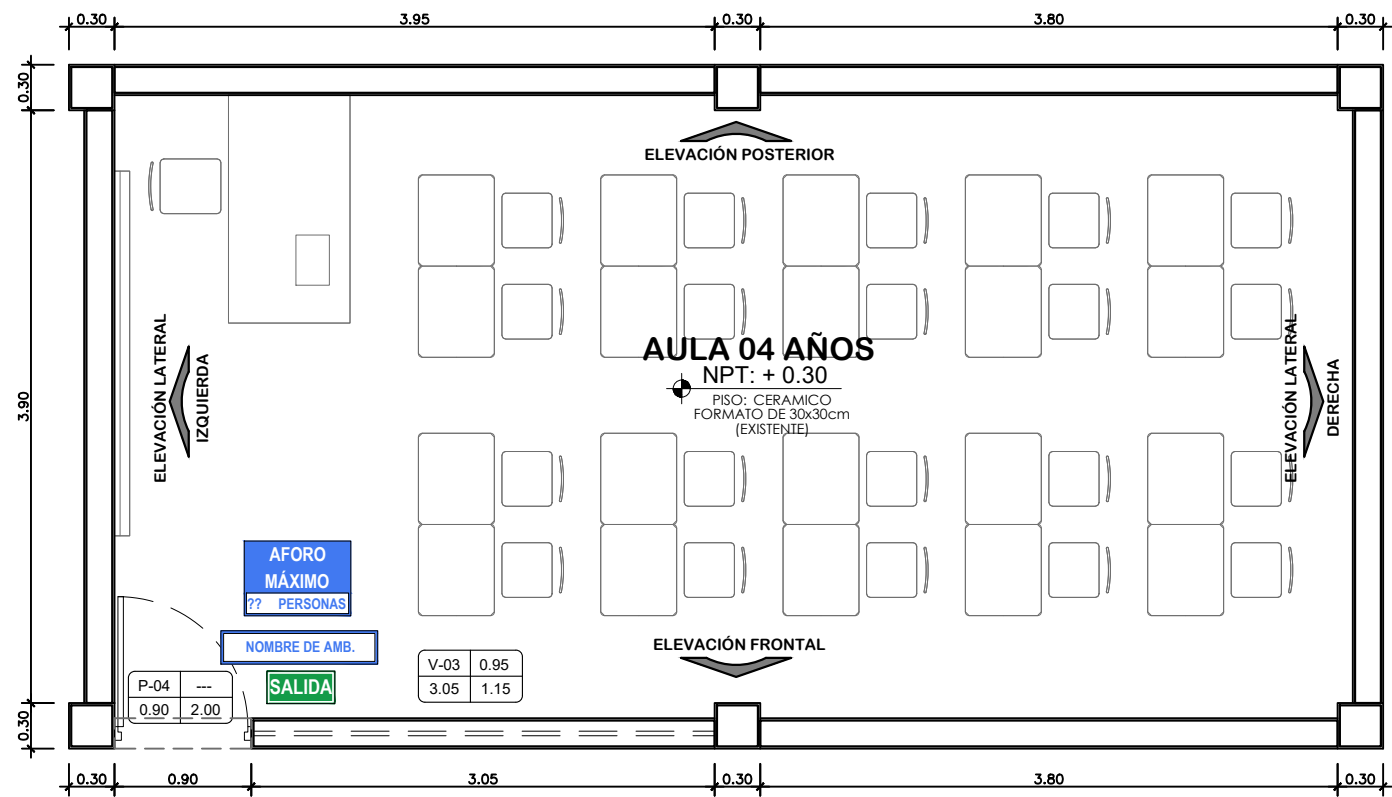 0.30
3.95
0.30
3.80
0.30
0.30
ELEVACIÓN POSTERIOR
ELEVACIÓN LATERAL
IZQUIERDA
AULA 04 AÑOS
NPT: + 0.30
PISO: CERAMICO
FORMATO DE 30x30cm
(EXISTENTE)
ELEVACIÓN LATERAL
DERECHA
3.90
AFORO
MÁXIMO
?? PERSONAS
NOMBRE DE AMB.
ELEVACIÓN FRONTAL
V-03 0.95
3.05 1.15
P-04 ---
0.90 2.00
SALIDA
0.30
0.30
0.90
3.05
0.30
3.80
0.30